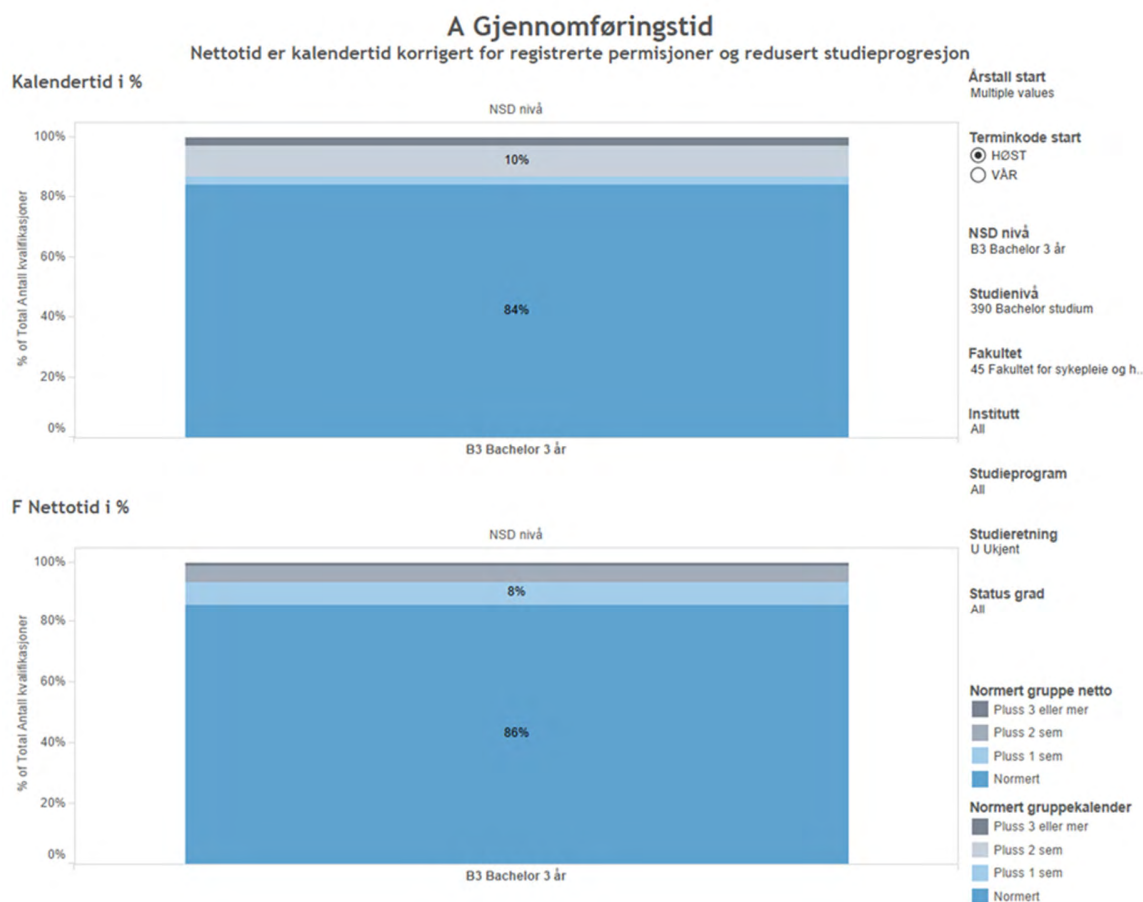 A Gjennomføringstid
Nettotid er kalendertid korrigert for registrerte permisjoner og redusert studieprogresjon
Kalendertid i %
NSD nivå
% of Total Antall kvalifikasjoner
100%
80%
60%
40%
20%
0%
10%
84%
B3 Bachelor 3 år
F Nettotid i %
NSD nivå
% of Total Antall kvalifikasjoner
100%
80%
60%
40%
20%
0%
8%
86%
B3 Bachelor 3 år
Årstall start
Multiple values
Terminkode start
HØST
VÅR
NSD nivå
B3 Bachelor 3 år
Studienivå
390 Bachelor studium
Fakultet
45 Fakultet for sykepleie og h..
Institutt
All
Studieprogram
All
Studieretning
U Ukjent
Status grad
All
Normert gruppe netto
Pluss 3 eller mer
Pluss 2 sem
Pluss 1 sem
Normert
Normert gruppekalender
Pluss 3 eller mer
Pluss 2 sem
Pluss 1 sem
Normert